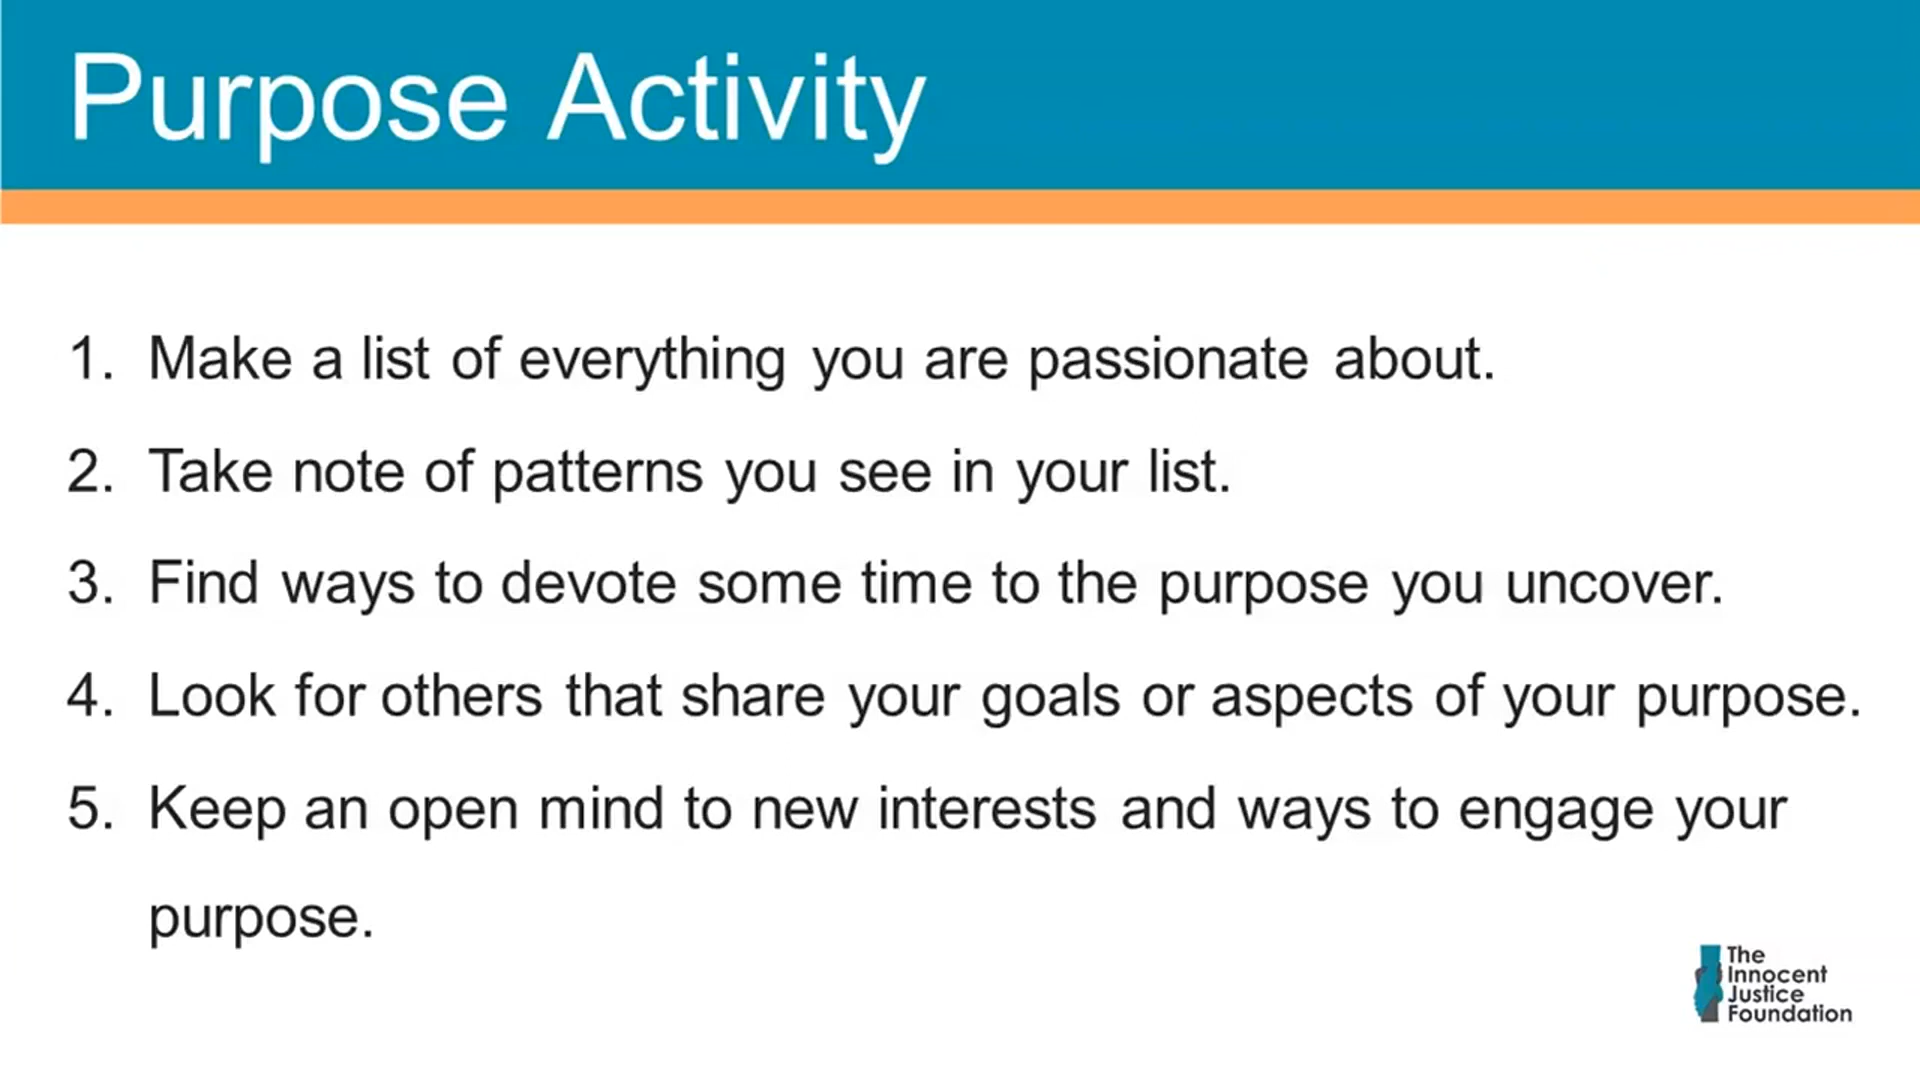 Purpose Activity
1. Make a list of everything you are passionate about.
2. Take note of patterns you see in your list.
3. Find ways to devote some time to the purpose you uncover.
4. Look for others that share your goals or aspects of your purpose.
5. Keep an open mind to new interests and ways to engage your
purpose.
The
Innocent
Justice
Foundation